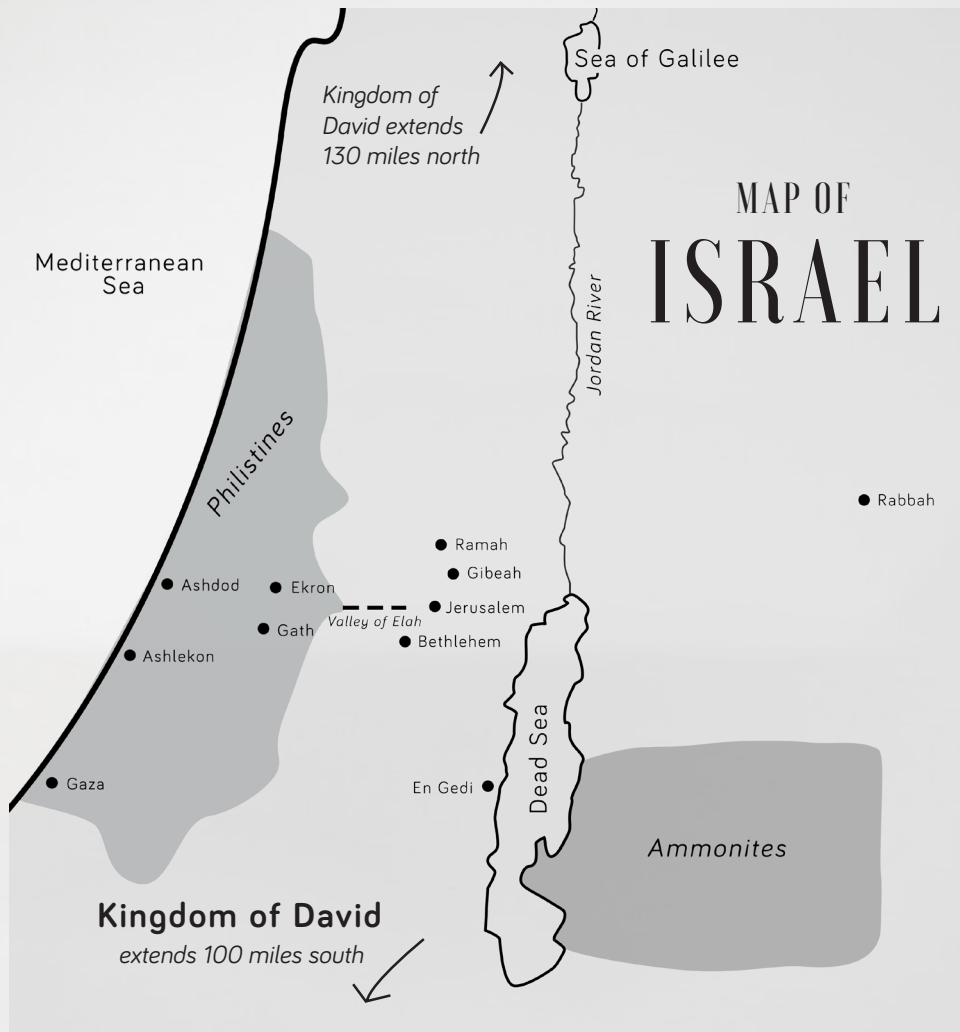 Sea of Galilee
Kingdom of
David extends
130 miles north
MAP OF
ISRAEL
Mediterranean
Sea
Jordan River
Philistines
Rabbah
Ramah
Gibeah
Ashdod
Ekron
Jerusalem
Valley of Elah
Gath
Bethlehem
Ashlekon
Dead Sea
Gaza
En Gedi
Ammonites
Kingdom of David
extends 100 miles south